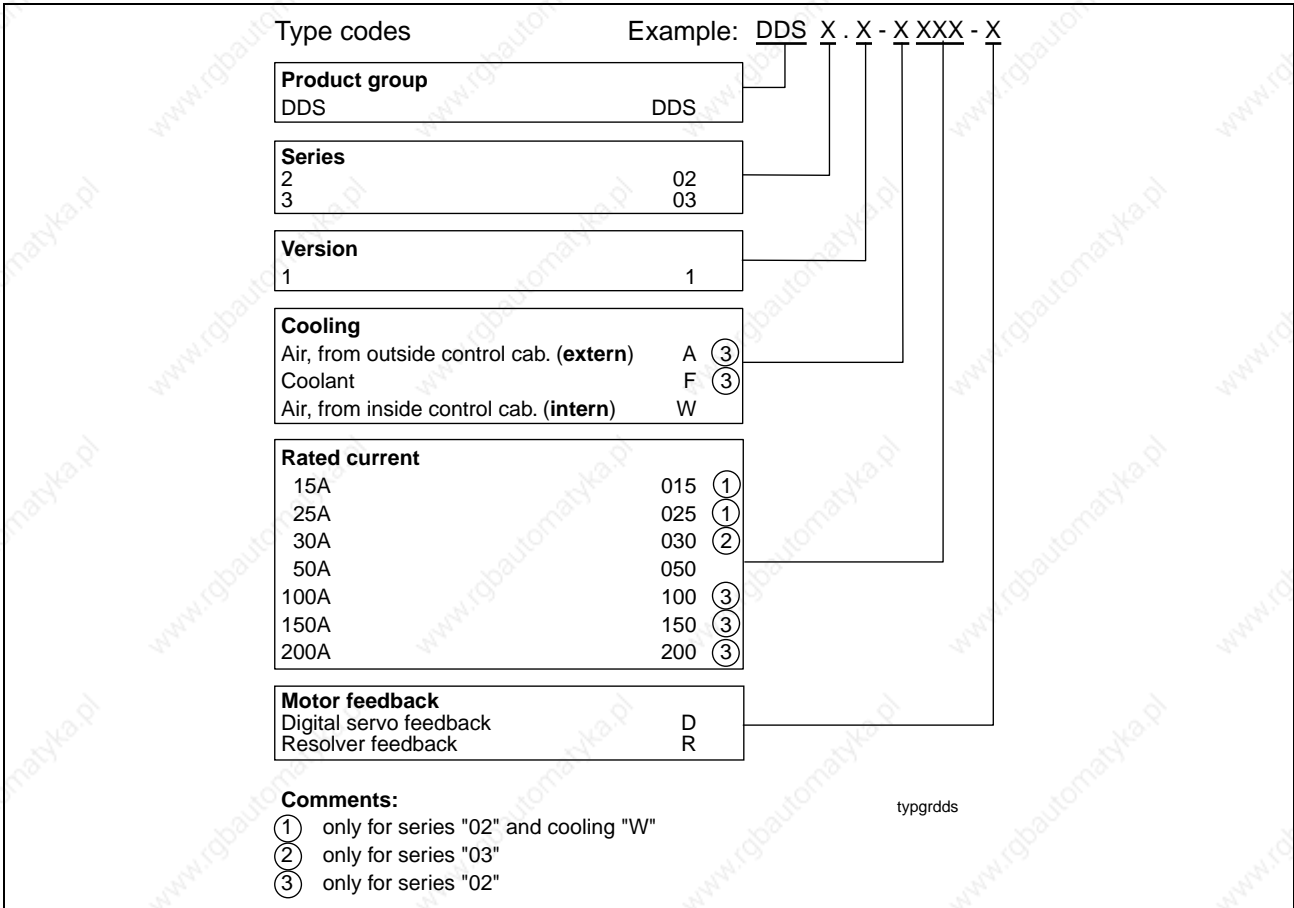 Type codes Example: DDS X . X - X XXX - X
Product group
DDS DDS
Series
2 02
3 03
Version
1 1
Cooling
Air, from outside control cab. (extern) A 3
Coolant F 3
Air, from inside control cab. (intern) W
Rated current
15A 015 1
25A 025 1
30A 030 2
50A 050
100A 100 3
150A 150 3
200A 200 3
Motor feedback
Digital servo feedback D
Resolver feedback R
Comments:
typgrdds
1 only for series "02" and cooling "W"
2 only for series "03"
3 only for series "02"
www.rgbautomatyka.pl